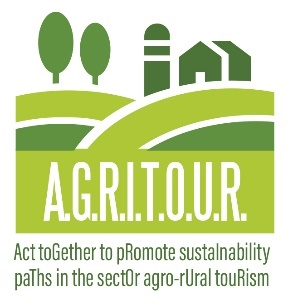 A.G.R.I.T.O.U.R.
Act toGether to pRomote sustaInability
paThs in the sectOr agro-rUral touRism